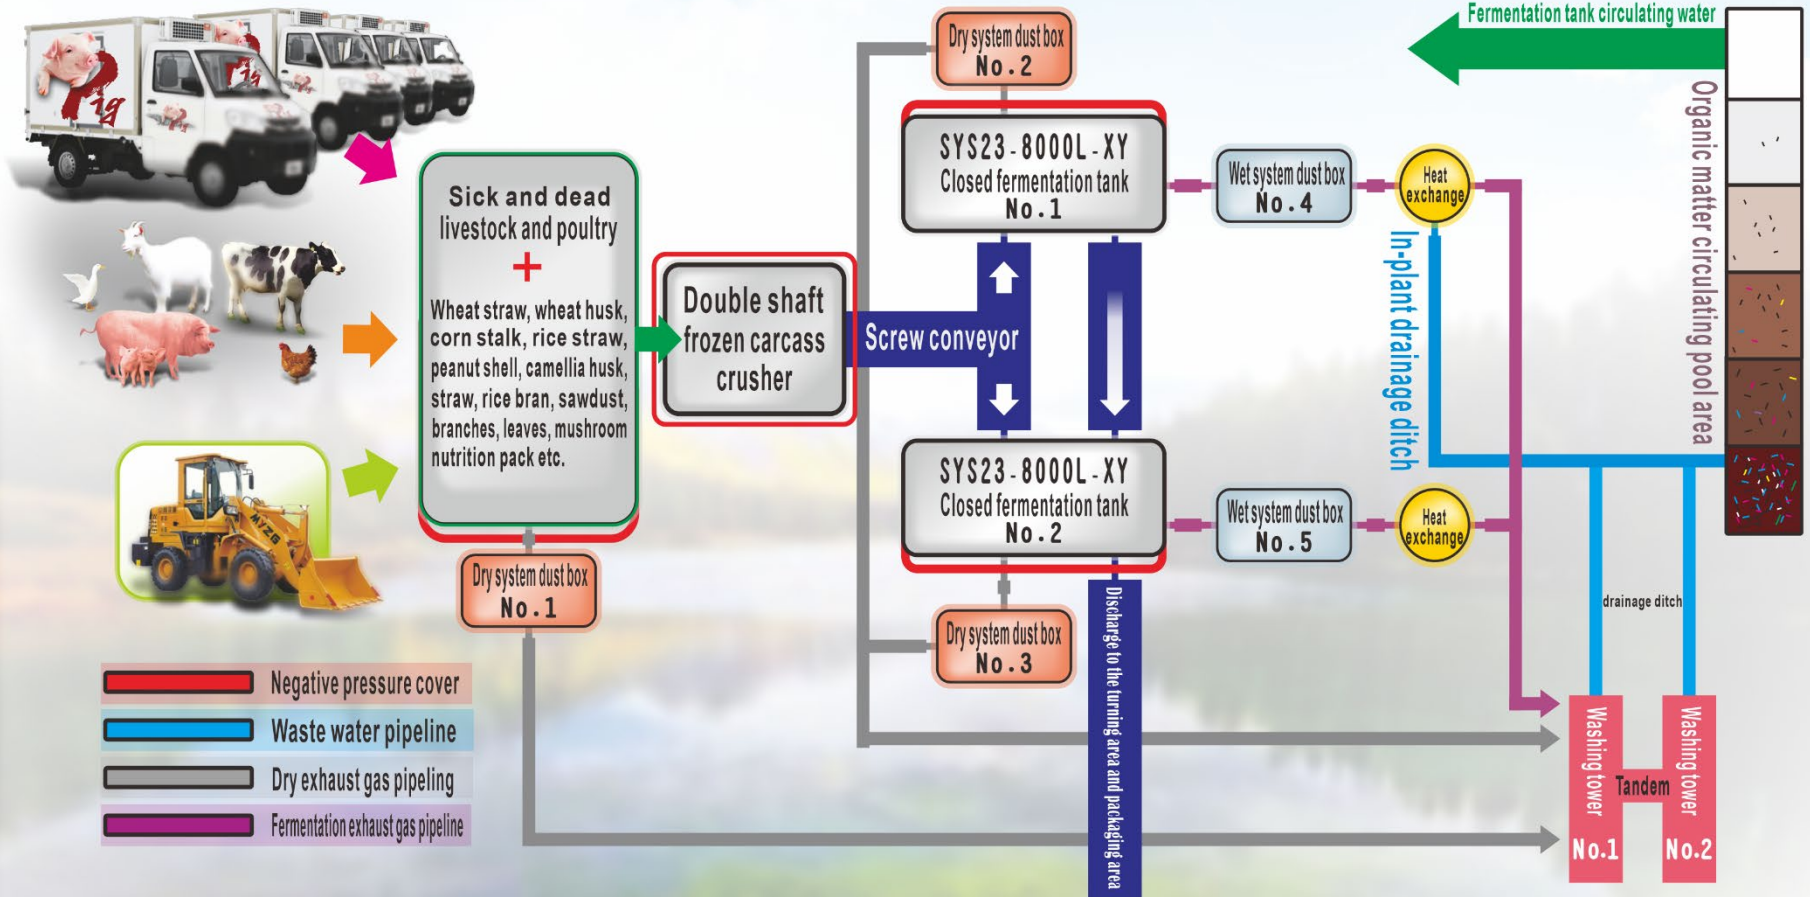 Pig
Pig
Sick and dead
livestock and poultry
+
Wheat straw, wheat husk,
corn stalk, rice straw,
peanut shell, camellia husk,
straw, rice bran, sawdust,
branches, leaves, mushroom
nutrition pack etc.
MYZG
Dry system dust box
No.1
Double shaft
frozen carcass
crusher
Screw conveyor
Dry system dust box
No.2
SYS23-8000L-XY
Closed fermentation tank
No.1
SYS23-8000L-XY
Closed fermentation tank
No.2
Dry system dust box
No.3
Discharge to the turning area and packaging area
Wet system dust box
No.4
Heat
exchange
Wet system dust box
No.5
Heat
exchange
In-plant drainage ditch
Fermentation tank circulating water
Organic matter circulating pool area
drainage ditch
Washing tower
No.1
Tandem
Washing tower
No.2
Negative pressure cover
Waste water pipeline
Dry exhaust gas pipeling
Fermentation exhaust gas pipeline